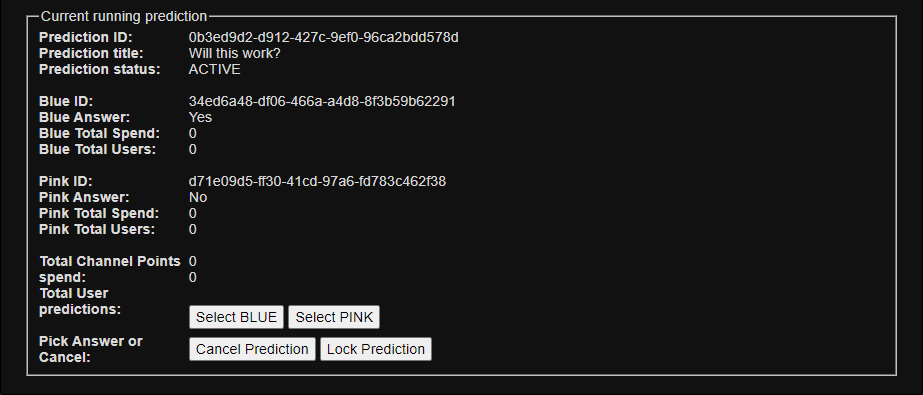 Current running prediction
Prediction ID: 0b3ed9d2-d912-427c-9ef0-96ca2bdd578d
Prediction title: Will this work?
Prediction status: ACTIVE
Blue ID: 34ed6a48-df06-466a-a4d8-8f3b59b62291
Blue Answer: Yes
Blue Total Spend: 0
Blue Total Users: 0
Pink ID: d71e09d5-ff30-41cd-97a6-fd783c462f38
Pink Answer: No
Pink Total Spend: 0
Pink Total Users: 0
Total Channel Points 0
spend: 0
Total User
predictions:
Select BLUE Select PINK
Pick Answer or
Cancel:
Cancel Prediction Lock Prediction